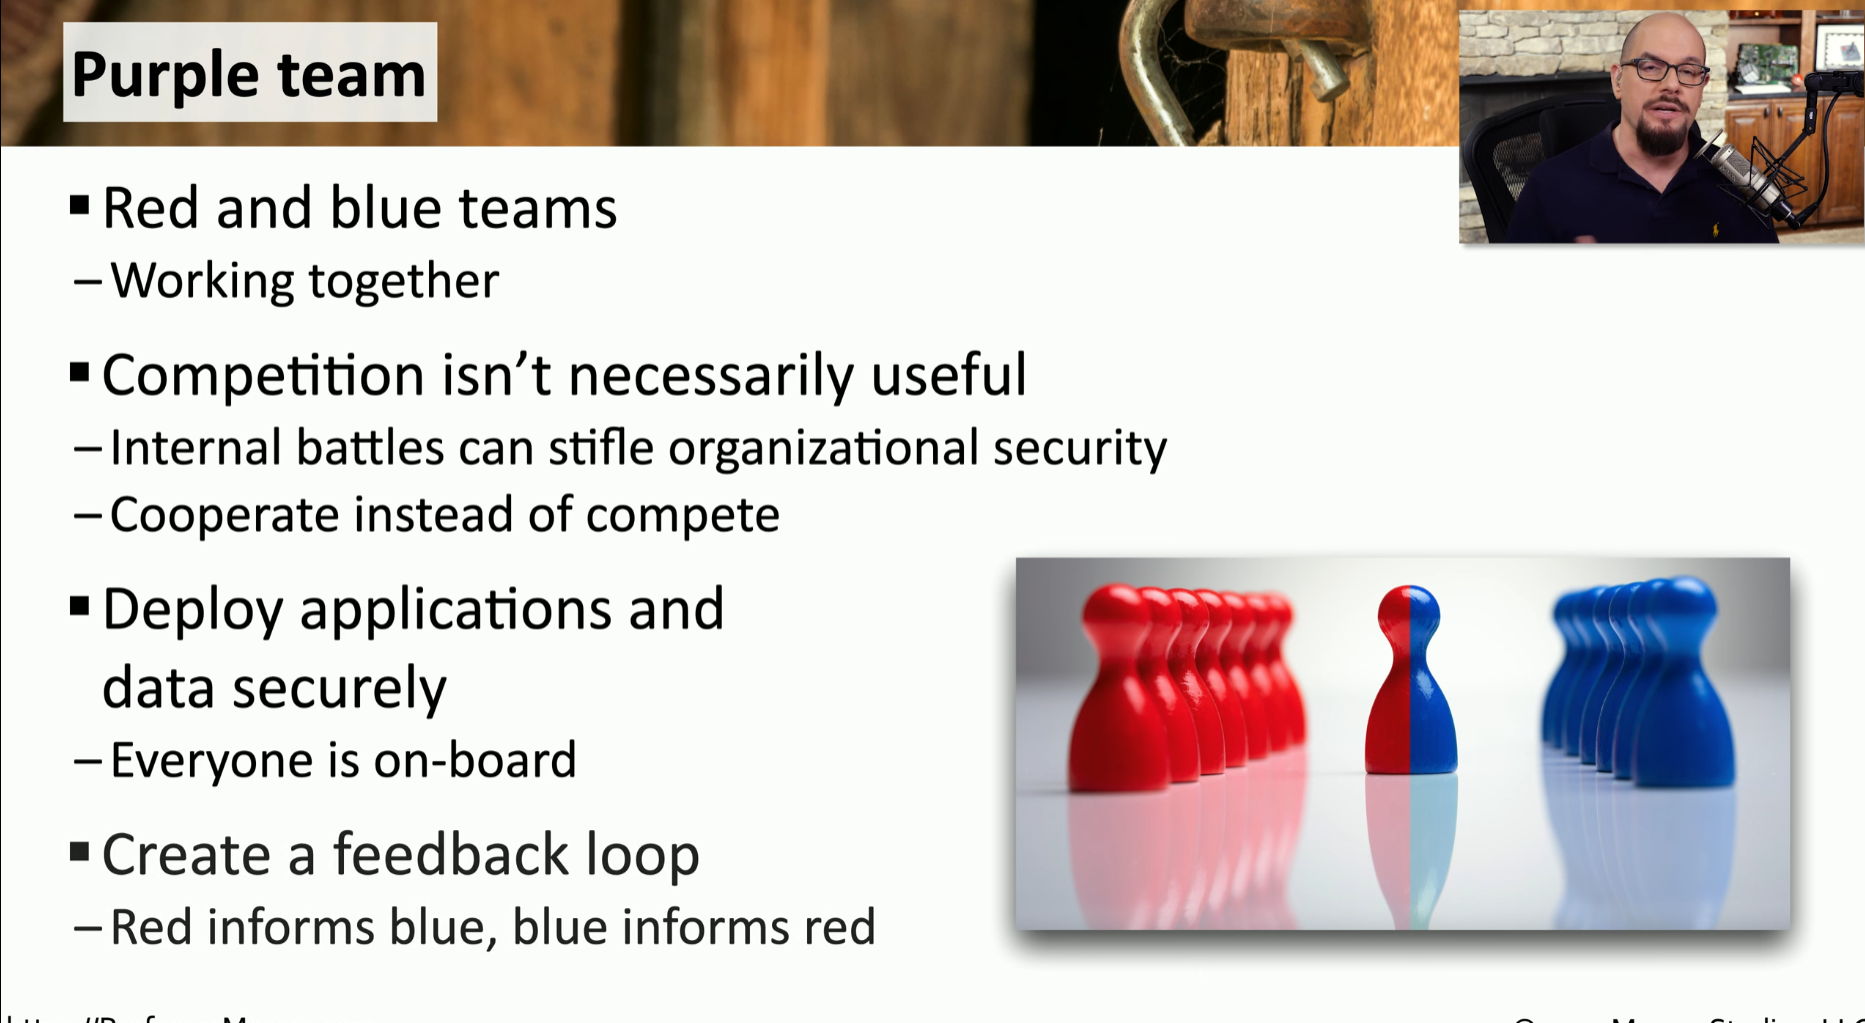 Purple team
▪ Red and blue teams
– Working together
▪ Competition isn’t necessarily useful
– Internal battles can stifle organizational security
– Cooperate instead of compete
▪ Deploy applications and
data securely
– Everyone is on-board
▪ Create a feedback loop
– Red informs blue, blue informs red